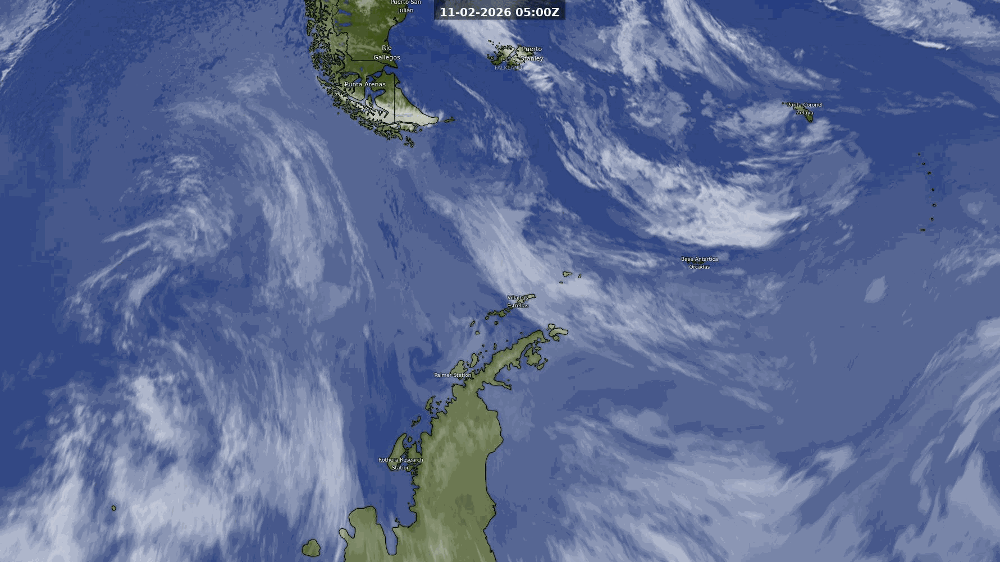 Puerto San
Julián
11-02-2026 05:00Z
Río
Gallegos
Puerto
Stanley
FALKLAND
Punta Arenas
Punta Coronel
Zelaya
Base Antartica
Orcadas
Villa Las
Estrellas
Palmer Station
Rothera Research
Station